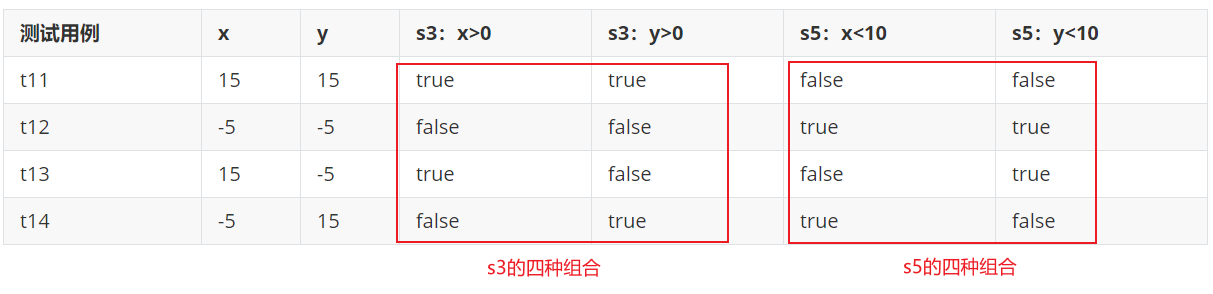 测试用例 x y s3：x>0 s3：y>0 s5：x<10 s5：y<10
t11 15 15 true true false false
t12 -5 -5 false false true true
t13 15 -5 true false false true
t14 -5 15 false true true false
s3的四种组合 s5的四种组合